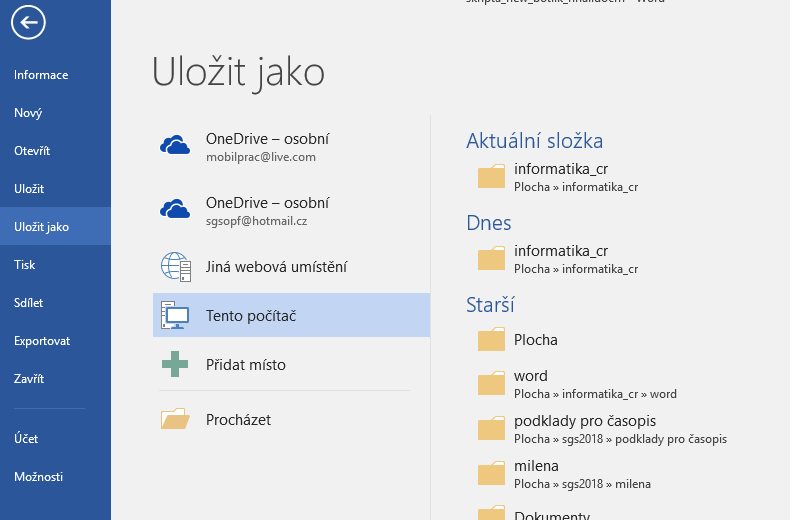 Informace
Nový
Otevřít
Uložit
Uložit jako
Tisk
Sdílet
Exportovat
Zavřít
Účet
Možnosti
Uložit jako
OneDrive – osobní
mobilprac@live.com
OneDrive – osobní
sgsopf@hotmail.cz
Jiná webová umístění
Tento počítač
Přidat místo
Procházet
Aktuální složka
informatika_cr
Plocha » informatika_cr
Dnes
informatika_cr
Plocha » informatika_cr
Starší
Plocha
word
Plocha » informatika_cr » word
podklady pro časopis
Plocha » sgs2018 » podklady pro časopis
milena
Plocha » sgs2018 » milena
Dokumenty